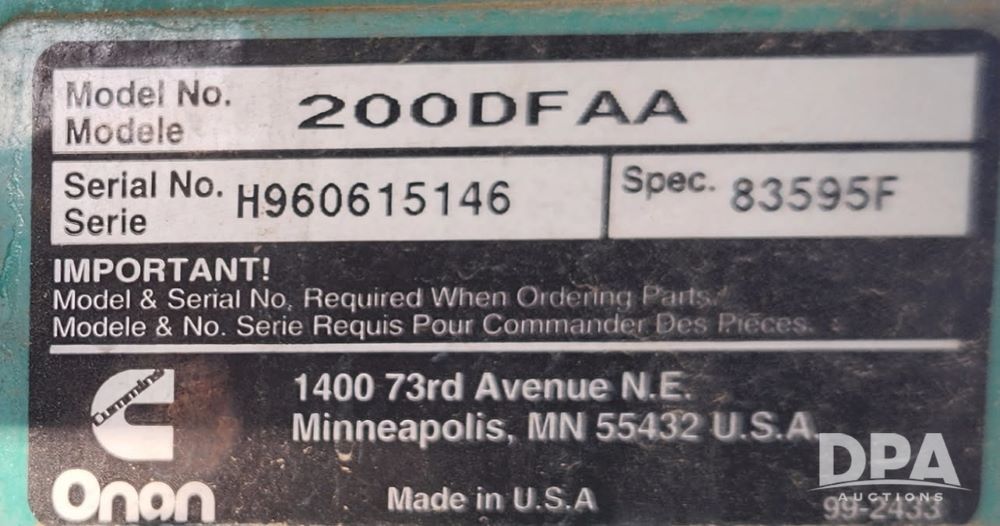 Model No.
Modele
200DFAA
Serial No.
Serie
H960615146
Spec. 83595F
IMPORTANT!
Model & Serial No. Required When Ordering Parts.
Modele & No. Serie Requis Pour Commander Des Pieces.
Cummins
Onan
1400 73rd Avenue N.E.
Minneapolis, MN 55432 U.S.A.
Made in U.S.A
99-2433
DPA
AUCTIONS